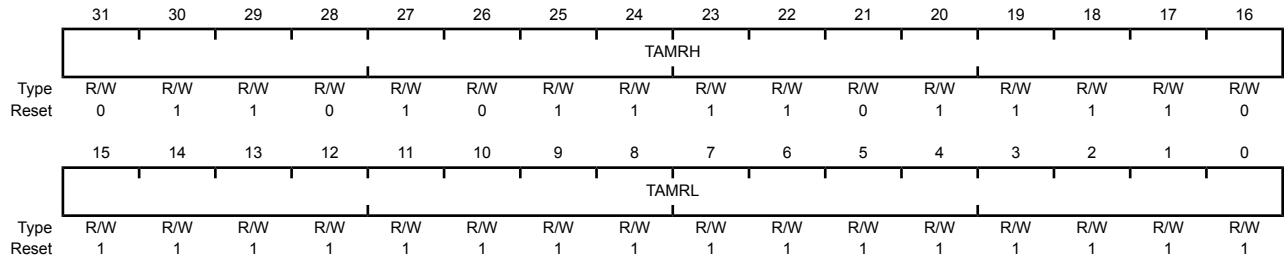 31 30 29 28 27 26 25 24 23 22 21 20 19 18 17 16
TAMRH
Type R/W R/W R/W R/W R/W R/W R/W R/W R/W R/W R/W R/W R/W R/W R/W R/W
Reset 0 1 1 0 1 0 1 1 1 1 0 1 1 1 1 0
15 14 13 12 11 10 9 8 7 6 5 4 3 2 1 0
TAMRL
Type R/W R/W R/W R/W R/W R/W R/W R/W R/W R/W R/W R/W R/W R/W R/W R/W
Reset 1 1 1 1 1 1 1 1 1 1 1 1 1 1 1 1